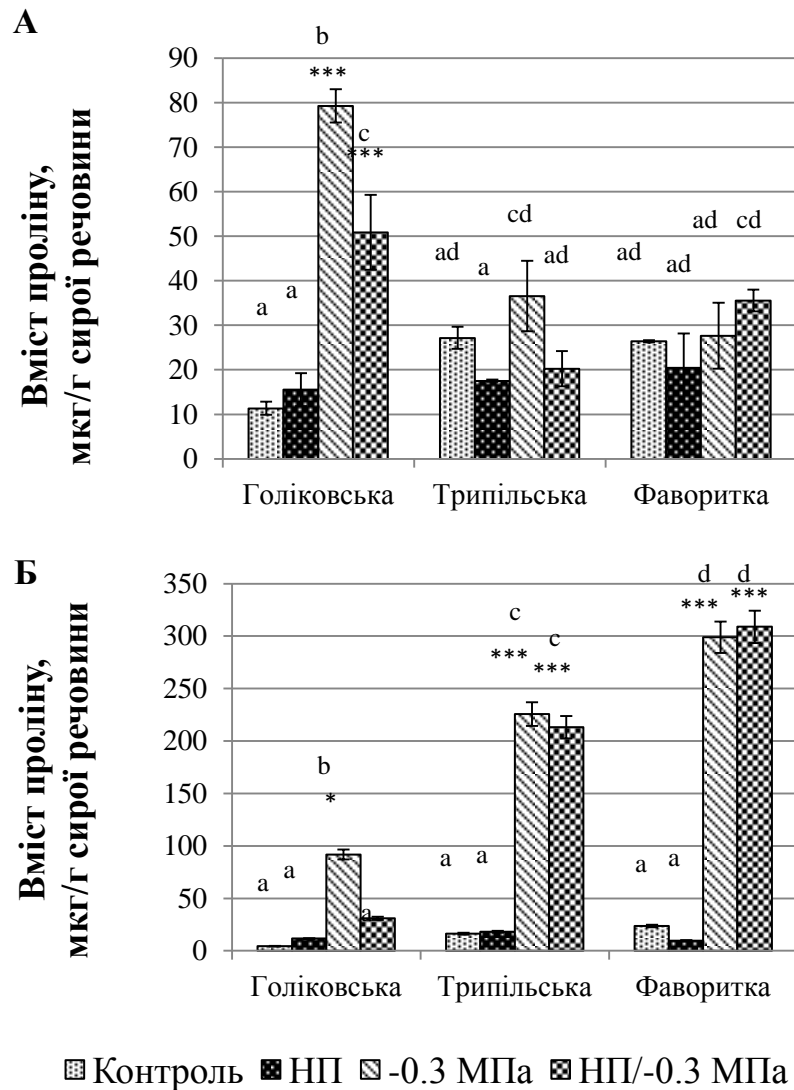 А
Вміст проліну,
мкг/г сирої речовини
90
80
70
60
50
40
30
20
10
0
a
a
b
***
c
***
ad
a
cd
ad
ad
ad
ad
cd
Голіковська Трипільська Фаворитка
Б
Вміст проліну,
мкг/г сирої речовини
350
300
250
200
150
100
50
0
a
a
b
*
a
a
a
c
***
c
***
a
a
d
***
d
***
Голіковська Трипільська Фаворитка
Контроль НП -0.3 МПа НП/-0.3 МПа